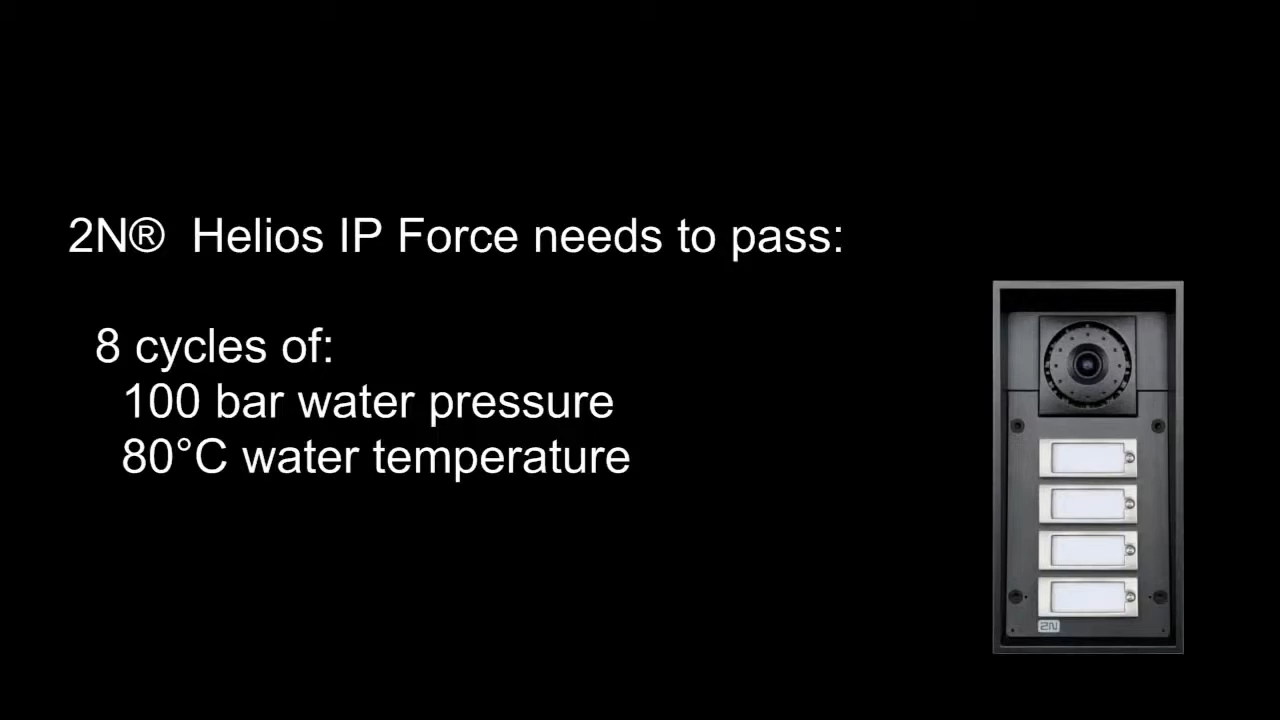 2N® Helios IP Force needs to pass:
8 cycles of:
100 bar water pressure
80°C water temperature
2N